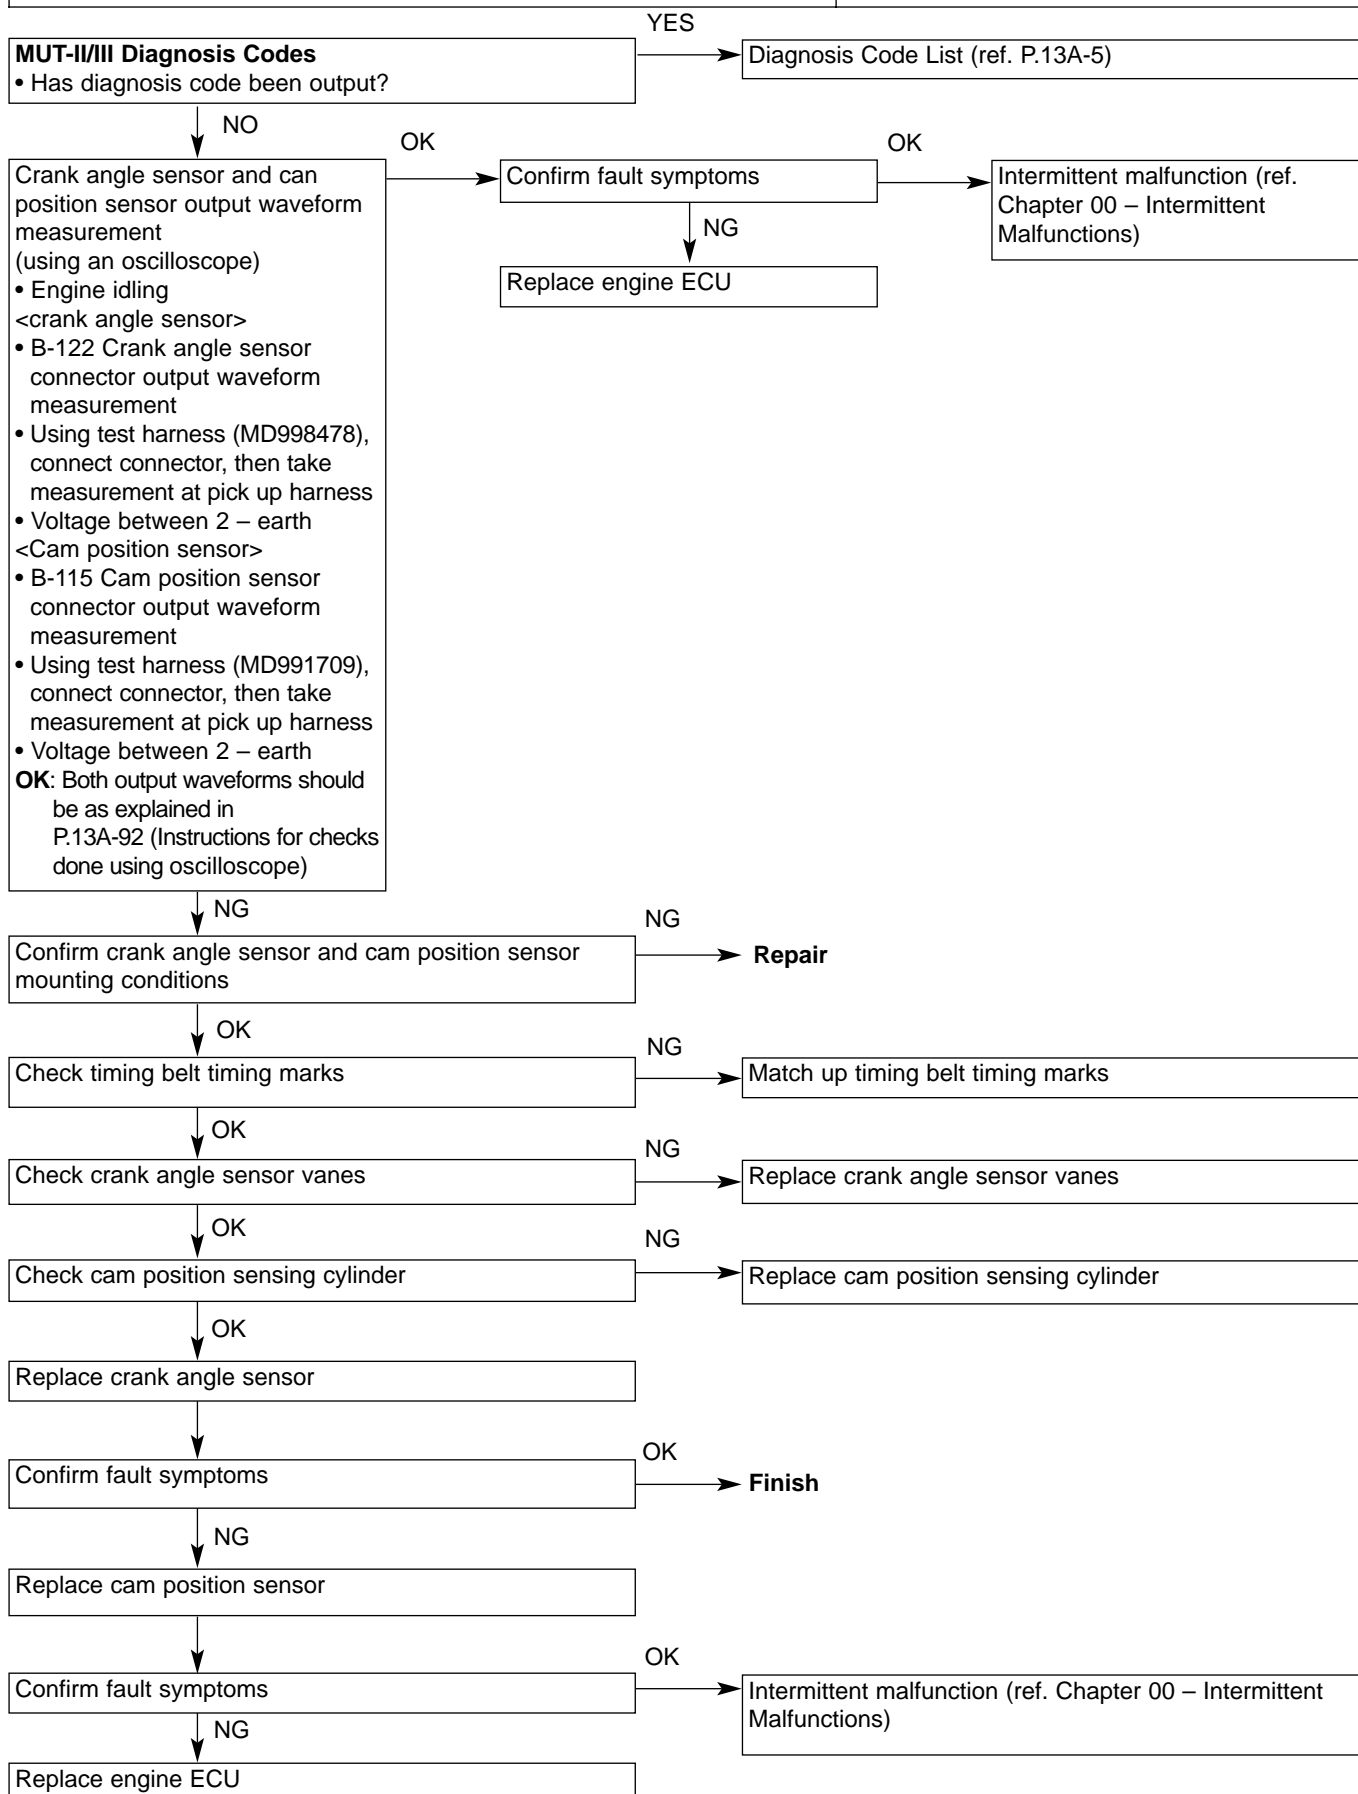 YES
MUT-II/III Diagnosis Codes
• Has diagnosis code been output?
Diagnosis Code List (ref. P.13A-5)
NO
OK
OK
Crank angle sensor and can
position sensor output waveform
measurement
(using an oscilloscope)
• Engine idling
<crank angle sensor>
• B-122 Crank angle sensor
connector output waveform
measurement
• Using test harness (MD998478),
connect connector, then take
measurement at pick up harness
• Voltage between 2 – earth
<Cam position sensor>
• B-115 Cam position sensor
connector output waveform
measurement
• Using test harness (MD991709),
connect connector, then take
measurement at pick up harness
• Voltage between 2 – earth
OK: Both output waveforms should
be as explained in
P.13A-92 (Instructions for checks
done using oscilloscope)
Confirm fault symptoms
Intermittent malfunction (ref.
Chapter 00 – Intermittent
Malfunctions)
NG
Replace engine ECU
NG
NG
Confirm crank angle sensor and cam position sensor
mounting conditions
Repair
OK
NG
Check timing belt timing marks
Match up timing belt timing marks
OK
NG
Check crank angle sensor vanes
Replace crank angle sensor vanes
OK
NG
Check cam position sensing cylinder
Replace cam position sensing cylinder
OK
Replace crank angle sensor
OK
Confirm fault symptoms
Finish
NG
Replace cam position sensor
OK
Confirm fault symptoms
Intermittent malfunction (ref. Chapter 00 – Intermittent
Malfunctions)
NG
Replace engine ECU